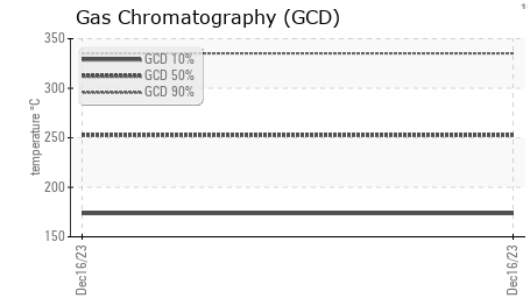 Gas Chromatography (GCD)
350
300
250
200
150
temperature °C
GCD 10%
GCD 50%
GCD 90%
Dec16/23
Dec16/23